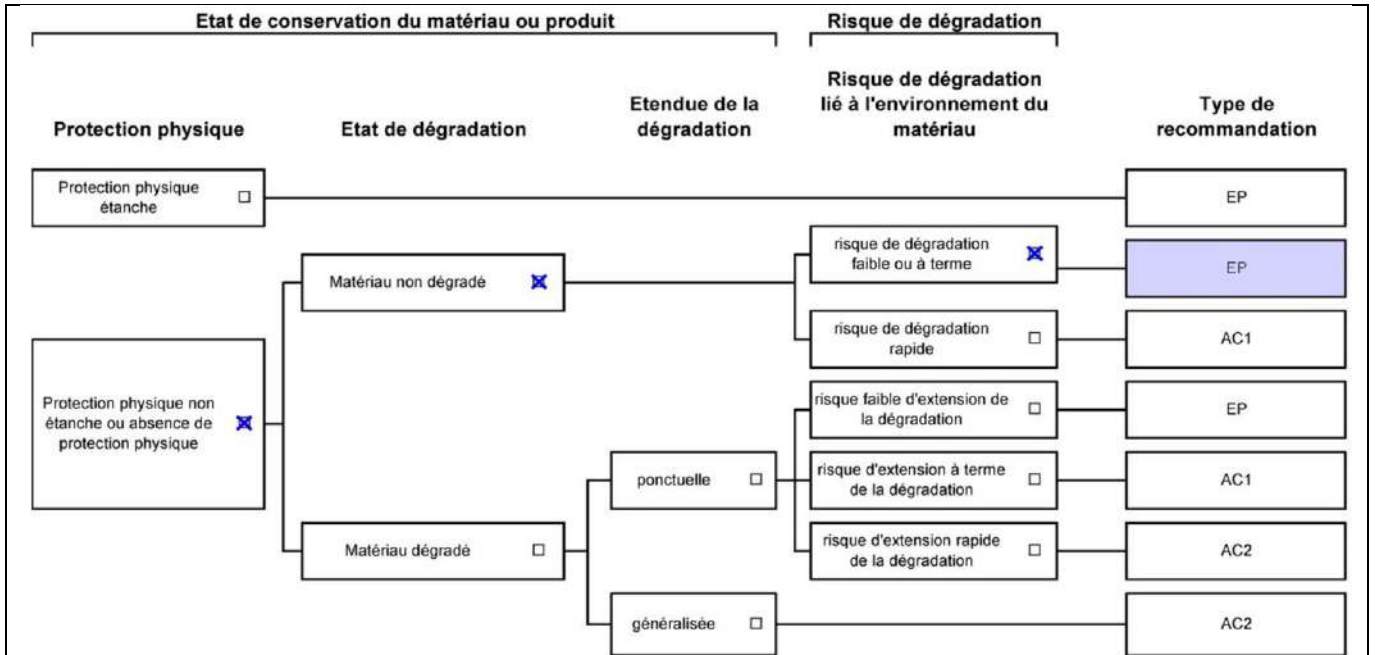 Etat de conservation du matériau ou produit
Risque de dégradation
Protection physique
Etat de dégradation
Etendue de la
dégradation
Risque de dégradation
lié à l'environnement du
matériau
Type de
recommandation
Protection physique
étanche
EP
risque de dégradation
faible ou à terme
EP
Matériau non dégradé
risque de dégradation
rapide
AC1
Protection physique non
étanche ou absence de
protection physique
risque faible d'extension de
la dégradation
EP
ponctuelle
risque d'extension à terme
de la dégradation
AC1
Matériau dégradé
risque d'extension rapide
de la dégradation
AC2
généralisée
AC2